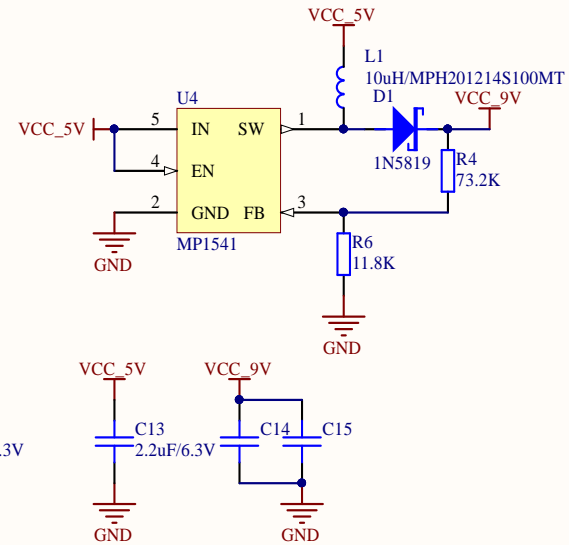 VCC_5V
L1
10uH/MPH201214S100MT
U4
D1
VCC_9V
VCC_5V
5
IN
SW
1
4
EN
1N5819
R4
73.2K
2
GND
FB
3
MP1541
R6
11.8K
GND
GND
VCC_5V
VCC_9V
C13
2.2uF/6.3V
C14
C15
.3V
GND
GND